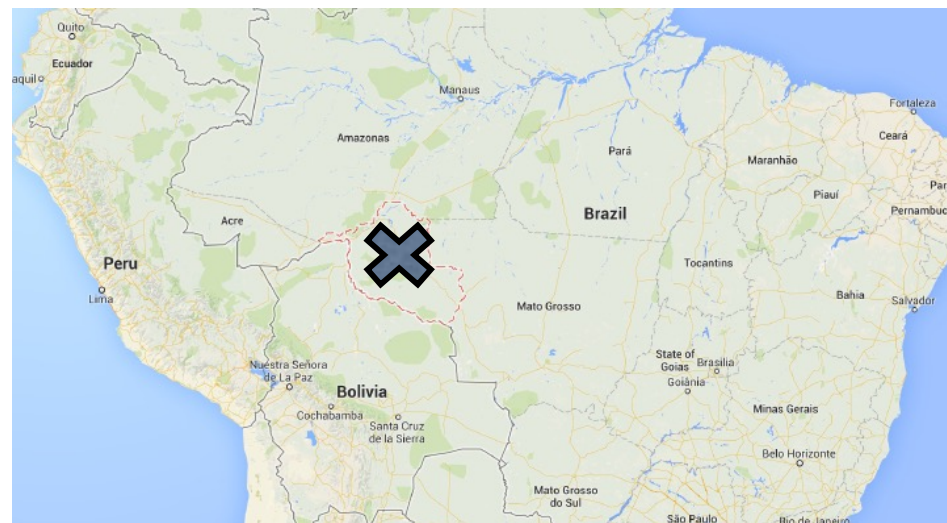 Quito
Ecuador
aquil
Manaus
Fortaleza
Amazonas
Ceará
Pará
Maranhão
Par
Piauí
Brazil
Pernambuc
Acre
Peru
Tocantins
Lima
Mato Grosso
Bahia
Salvador
State of
Goias
Brasilia
Nuestra Señora
de La Paz
Goiânia
Bolivia
Minas Gerais
Cochabamba
Santa Cruz
de la Sierra
Belo Horizonte
Mato Grosso
do Sul
São Paulo
Rio de Janeiro